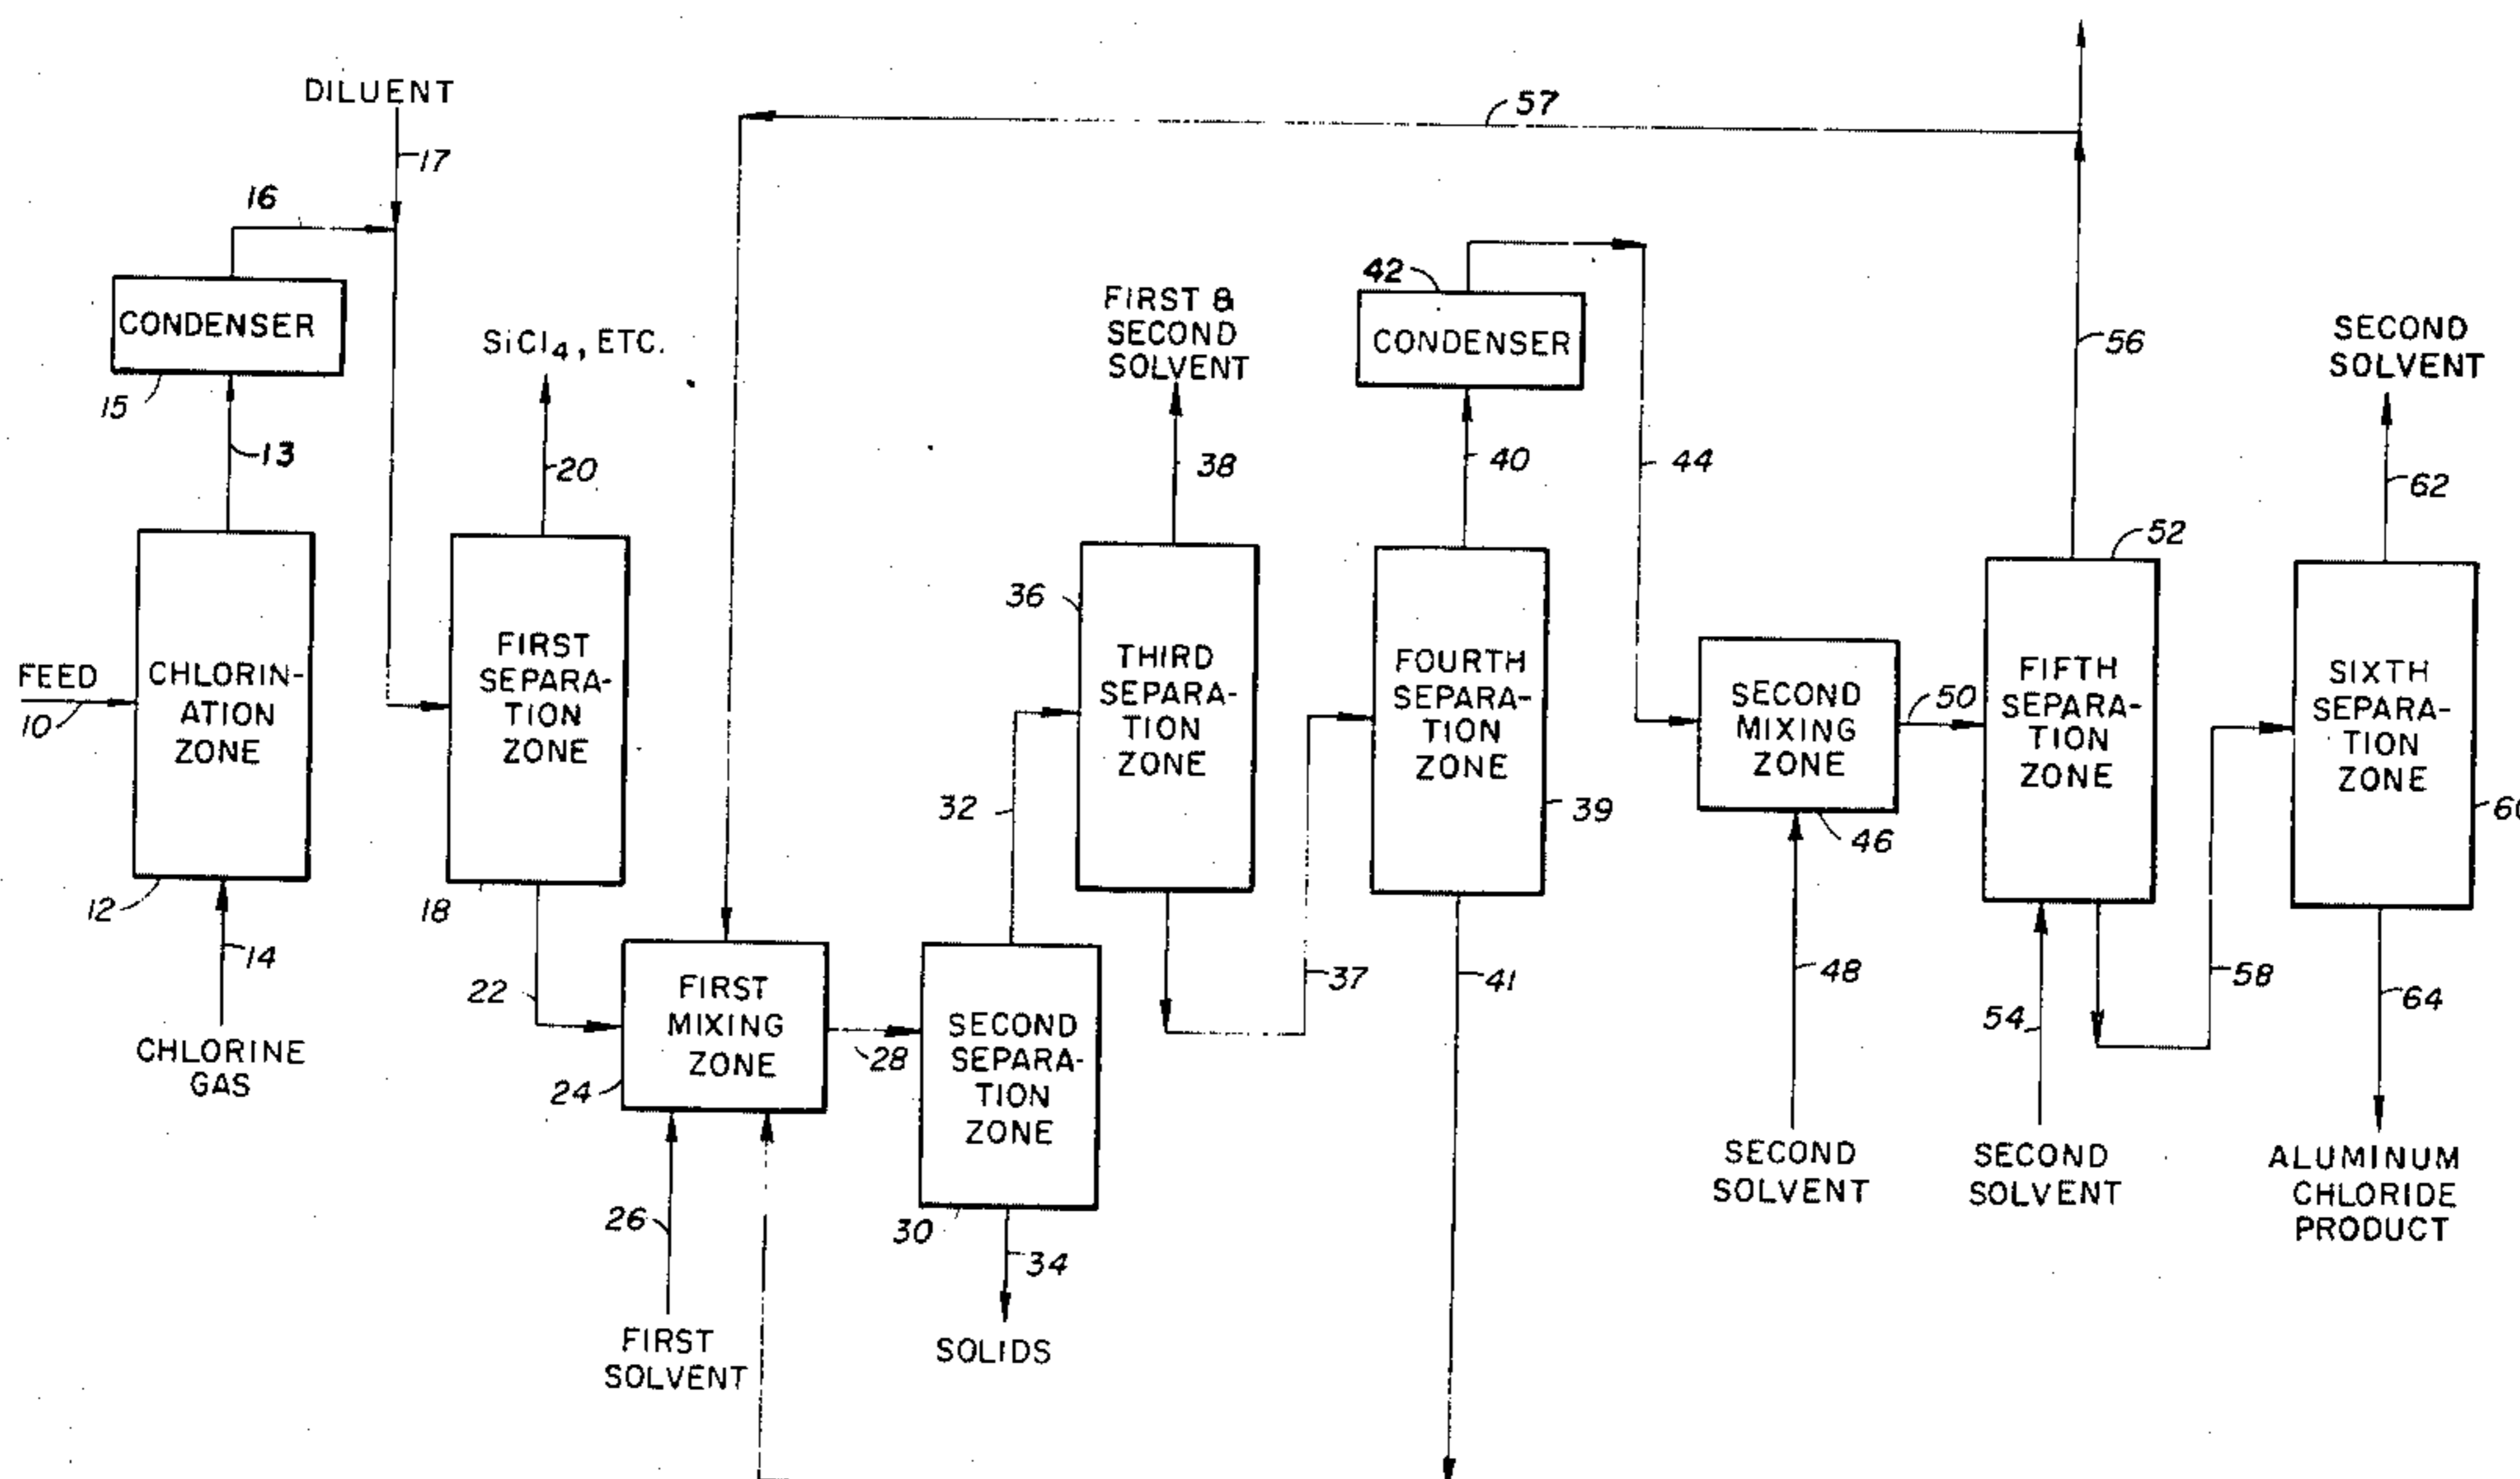 DILUENT
17
16
CONDENSER
15
13
FEED
10
CHLORIN-
ATION
ZONE
12
14
CHLORINE
GAS
SiCl4, ETC.
20
FIRST
SEPARA-
TION
ZONE
18
22
57
FIRST
MIXING
ZONE
24
26
FIRST
SOLVENT
28
SECOND
SEPARA-
TION
ZONE
30
34
SOLIDS
32
FIRST &
SECOND
SOLVENT
38
36
THIRD
SEPARA-
TION
ZONE
37
42
CONDENSER
40
FOURTH
SEPARA-
TION
ZONE
39
41
44
SECOND
MIXING
ZONE
46
48
SECOND
SOLVENT
50
56
52
FIFTH
SEPARA-
TION
ZONE
54
SECOND
SOLVENT
58
SECOND
SOLVENT
62
SIXTH
SEPARA-
TION
ZONE
64
ALUMINUM
CHLORIDE
PRODUCT